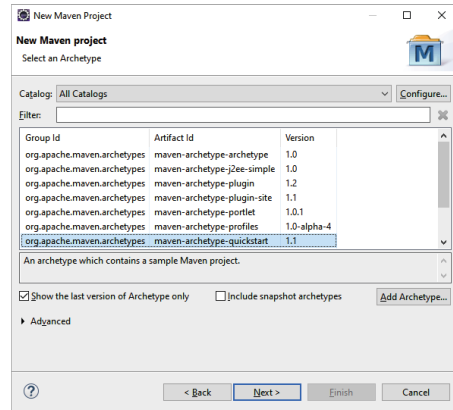 New Maven Project
New Maven project
Select an Archetype
M
Catalog: All Catalogs Configure...
Filter:
Group Id Artifact Id Version
org.apache.maven.archetypes maven-archetype-archetype 1.0
org.apache.maven.archetypes maven-archetype-j2ee-simple 1.0
org.apache.maven.archetypes maven-archetype-plugin 1.2
org.apache.maven.archetypes maven-archetype-plugin-site 1.1
org.apache.maven.archetypes maven-archetype-portlet 1.0.1
org.apache.maven.archetypes maven-archetype-profiles 1.0-alpha-4
org.apache.maven.archetypes maven-archetype-quickstart 1.1
An archetype which contains a sample Maven project.
Show the last version of Archetype only Include snapshot archetypes Add Archetype...
Advanced
? < Back Next > Finish Cancel